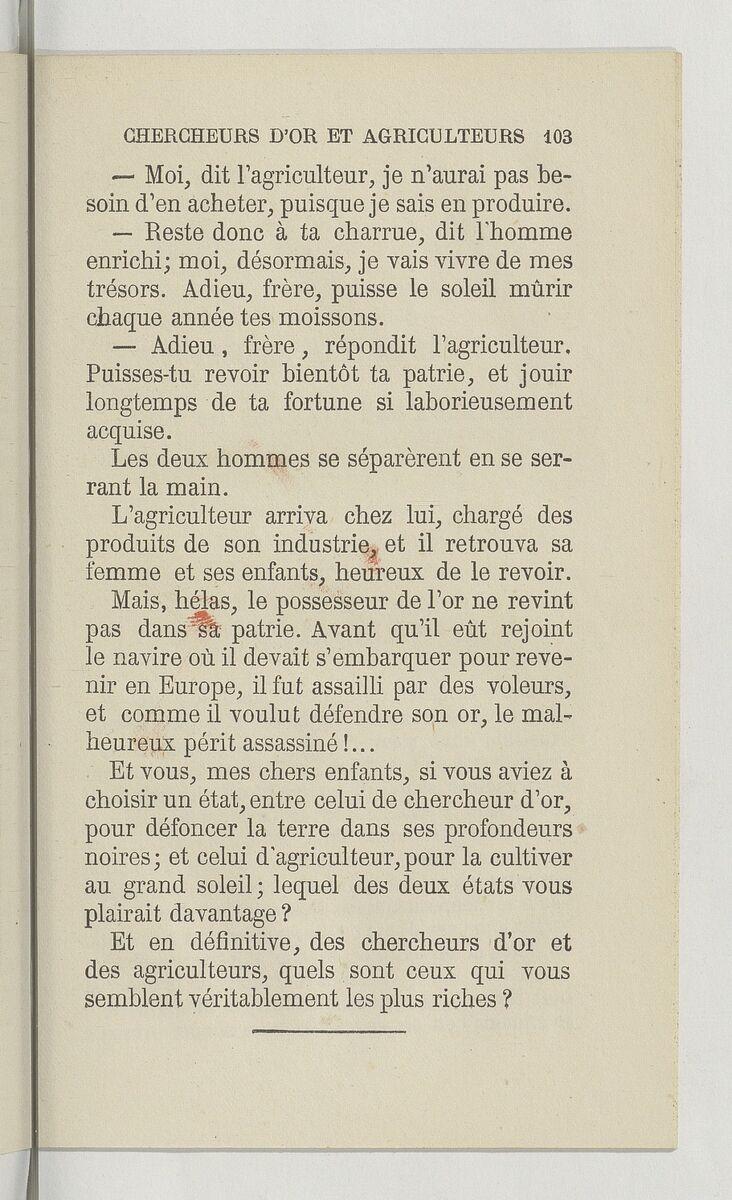 CHERCHEURS D'OR ET AGRICULTEURS 103
— Moi, dit l'agriculteur, je n'aurai pas be-
soin d'en acheter, puisque je sais en produire.
— Reste donc à ta charrue, dit l'homme
enrichi; moi, désormais, je vais vivre de mes
trésors. Adieu, frère, puisse le soleil mûrir
chaque année tes moissons.
— Adieu, frère, répondit l'agriculteur.
Puisses-tu revoir bientôt ta patrie, et jouir
longtemps de ta fortune si laborieusement
acquise.
Les deux hommes se séparèrent en se ser-
rant la main.
L'agriculteur arriva chez lui, chargé des
produits de son industrie, et il retrouva sa
femme et ses enfants, heureux de le revoir.
Mais, hélas, le possesseur de l'or ne revint
pas dans sa patrie. Avant qu'il eût rejoint
le navire où il devait s'embarquer pour reve-
nir en Europe, il fut assailli par des voleurs,
et comme il voulut défendre son or, le mal-
heureux périt assassiné!...
Et vous, mes chers enfants, si vous aviez à
choisir un état, entre celui de chercheur d'or,
pour défoncer la terre dans ses profondeurs
noires; et celui d'agriculteur, pour la cultiver
au grand soleil; lequel des deux états vous
plairait davantage?
Et en définitive, des chercheurs d'or et
des agriculteurs, quels sont ceux qui vous
semblent véritablement les plus riches?